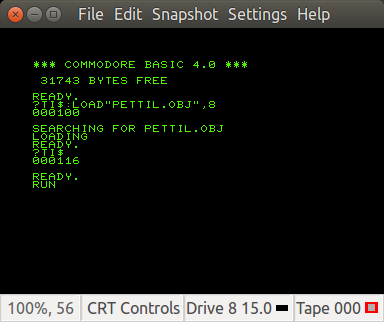 File Edit Snapshot Settings Help
*** COMMODORE BASIC 4.0 ***
31743 BYTES FREE
READY.
?TI$:LOAD"PETTIL.OBJ",8
000100
SEARCHING FOR PETTIL.OBJ
LOADING
READY.
?TI$
000116
READY.
RUN
100%, 56 CRT Controls Drive 8 15.0 Tape 000